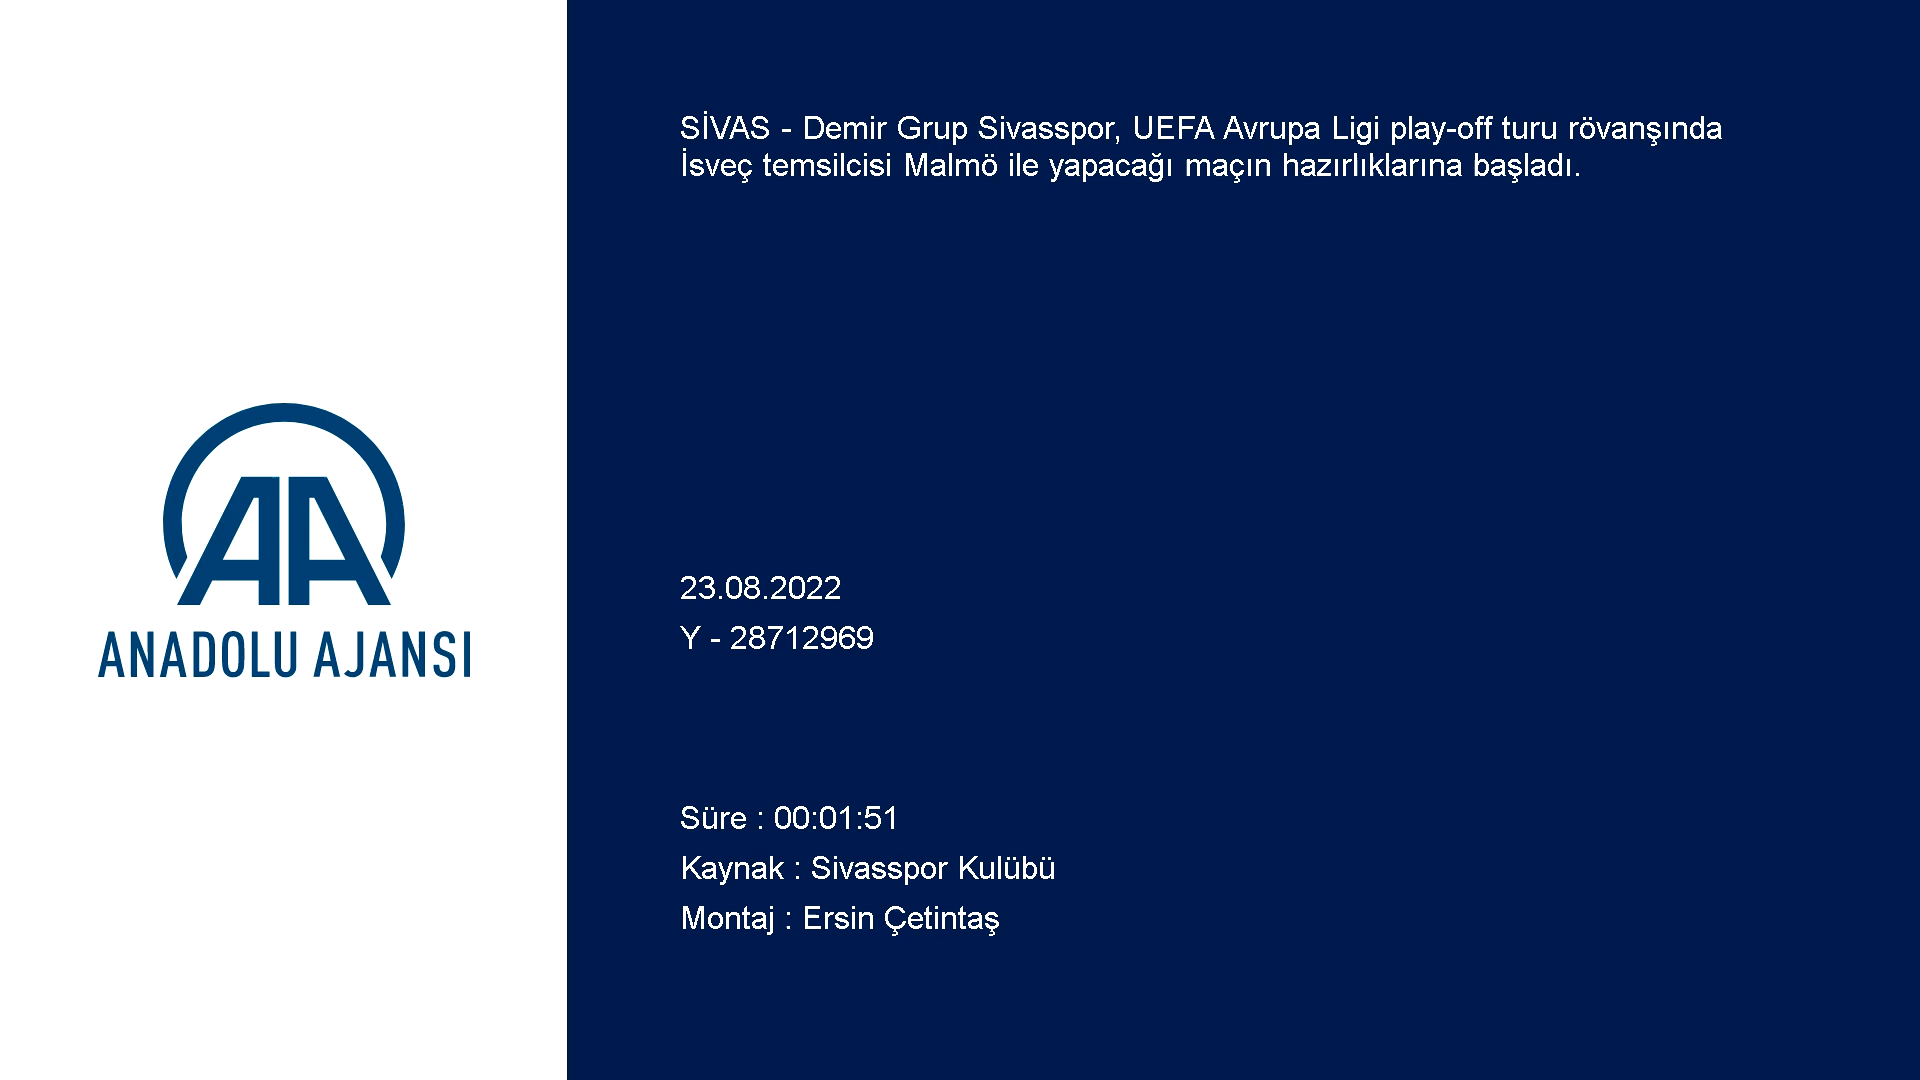 SİVAS - Demir Grup Sivasspor, UEFA Avrupa Ligi play-off turu rövanşında
İsveç temsilcisi Malmö ile yapacağı maçın hazırlıklarına başladı.
AA
ANADOLU AJANSI
23.08.2022
Y - 28712969
Süre : 00:01:51
Kaynak : Sivasspor Kulübü
Montaj : Ersin Çetintaş